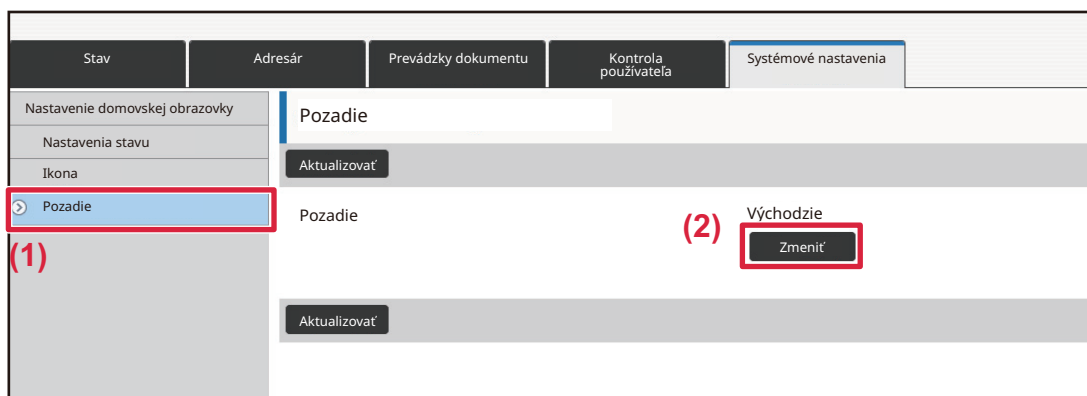 Stav
Adresár
Prevádzky dokumentu
Kontrola
používateľa
Systémové nastavenia
Nastavenie domovskej obrazovky
Nastavenia stavu
Ikona
Pozadie
(1)
Pozadie
Aktualizovať
Pozadie
Východzie
(2)
Zmeniť
Aktualizovať